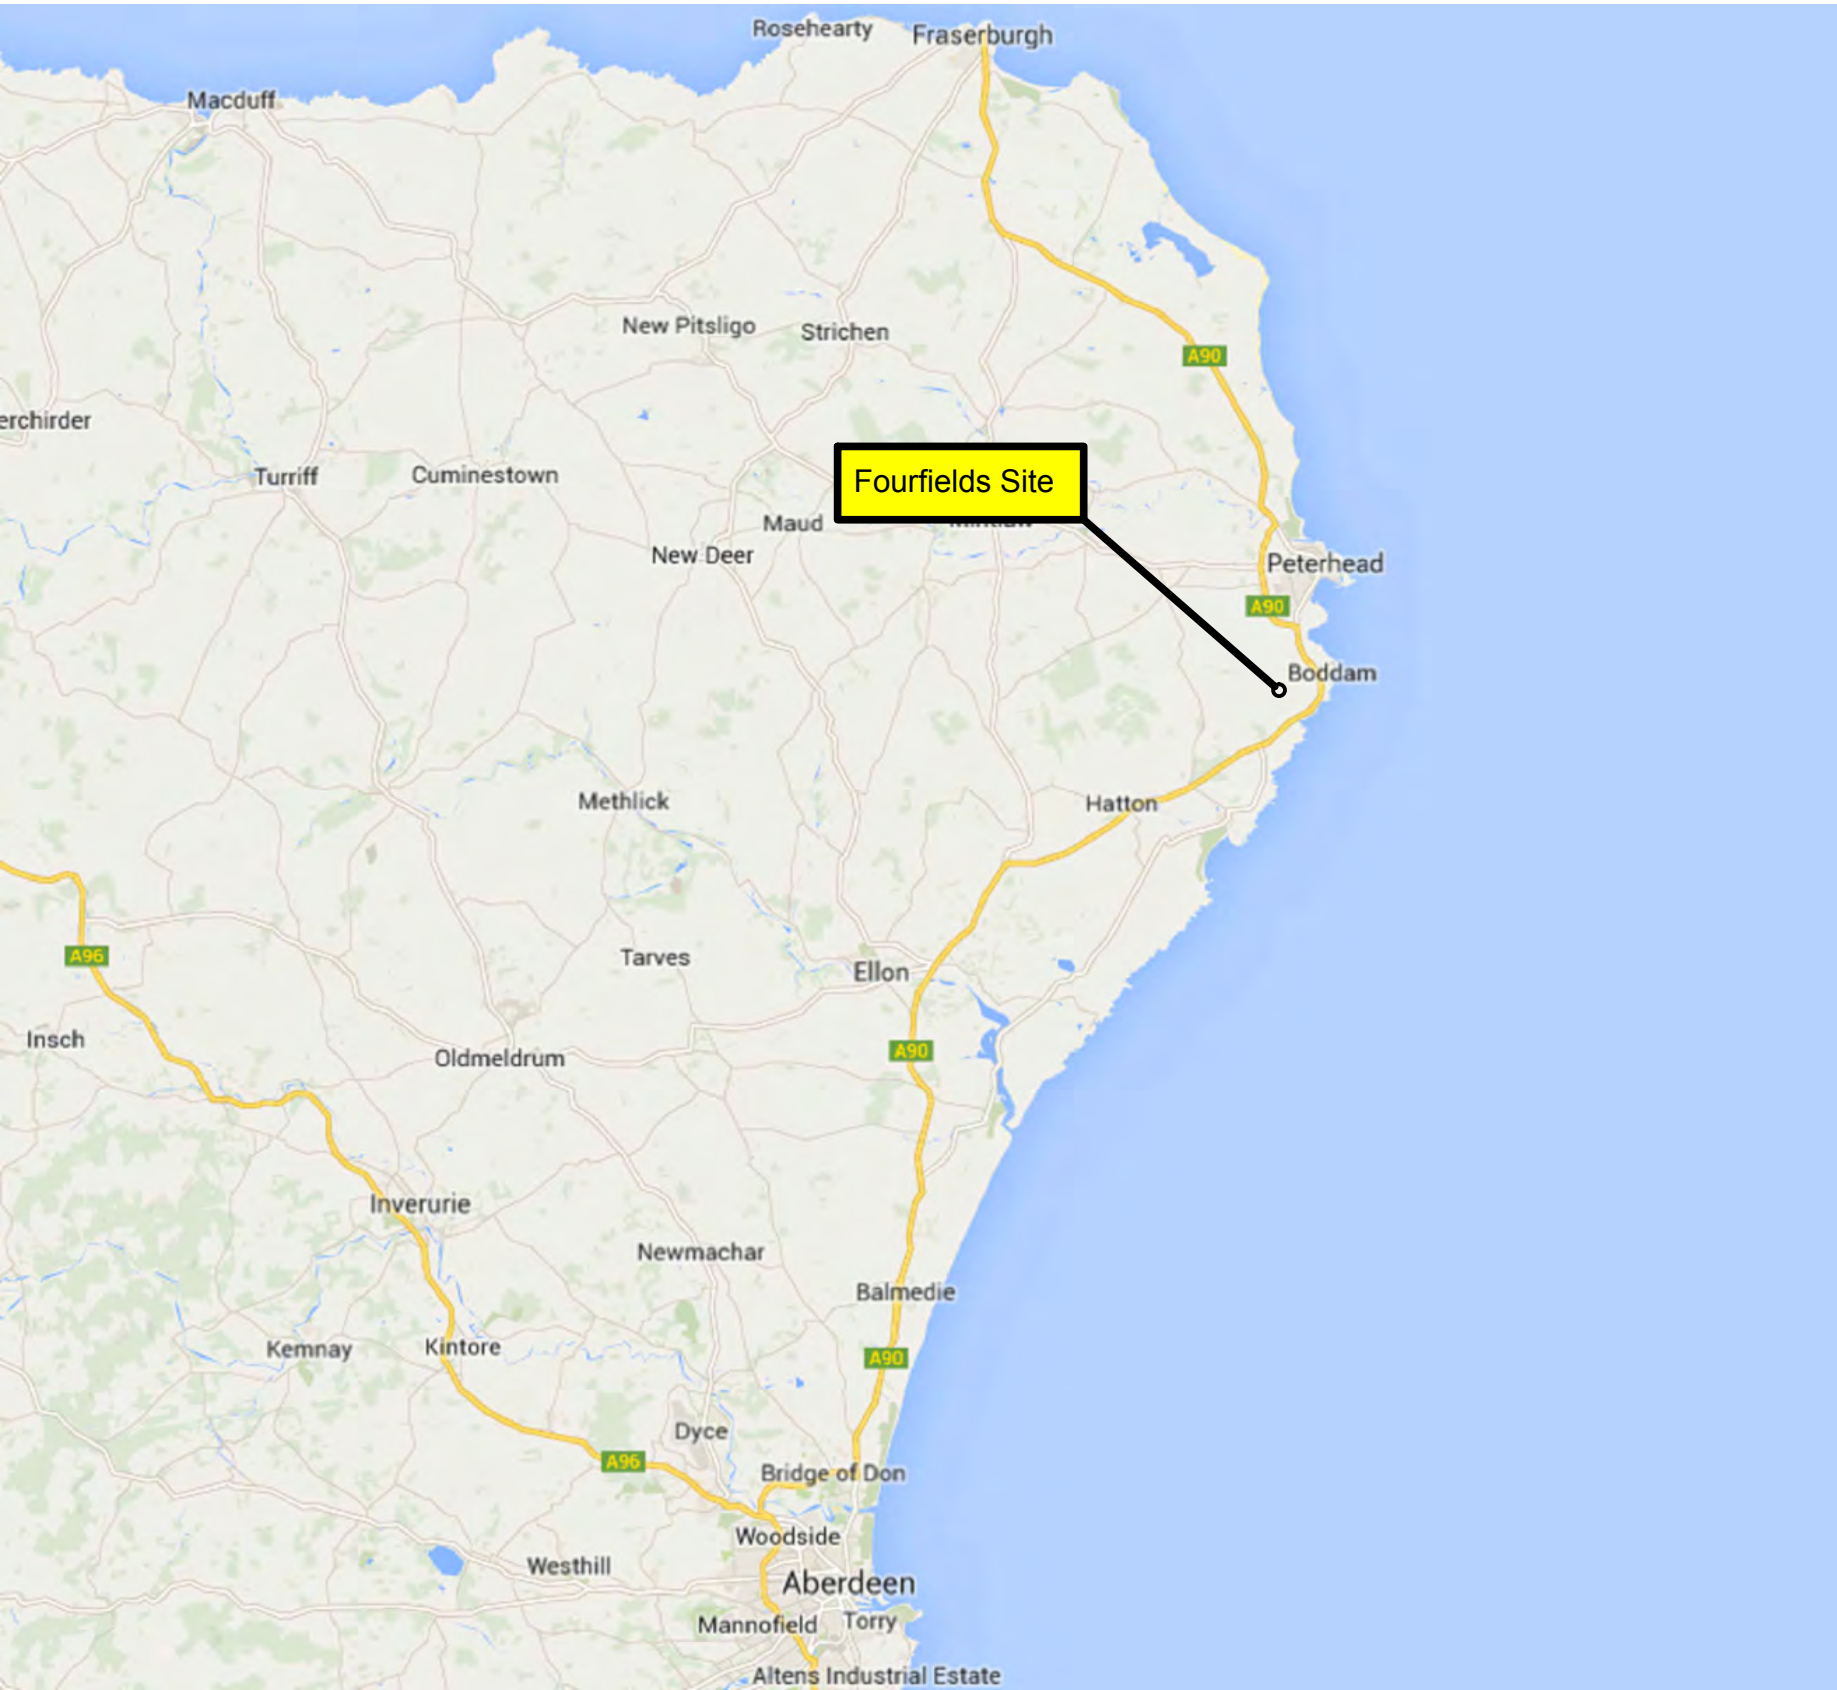 Rosehearty
Fraserburgh
Macduff
New Pitsligo
Strichen
A90
erchirder
Turriff
Cuminestown
Fourfields Site
Maud
New Deer
Peterhead
A90
Boddam
Methlick
Hatton
A96
Tarves
Ellon
Insch
Oldmeldrum
A90
Inverurie
Newmachar
Balmedie
Kemnay
Kintore
A90
Dyce
A96
Bridge of Don
Woodside
Westhill
Aberdeen
Mannofield
Torry
Altens Industrial Estate